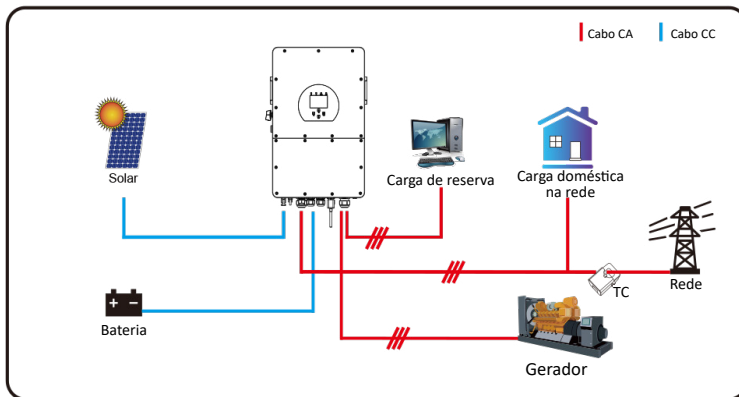 Cabo CA
Cabo CC
Solar
Carga de reserva
Carga doméstica
na rede
TC
Rede
Bateria
Gerador